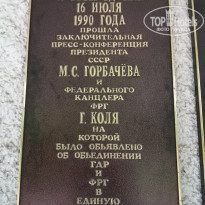 16 ИЮЛЯ
1990 ГОДА
ПРОШЛА
ЗАКЛЮЧИТЕЛЬНАЯ
ПРЕСС-КОНФЕРЕНЦИЯ
ПРЕЗИДЕНТА
СССР
М.С. ГОРБАЧЁВА
И
ФЕДЕРАЛЬНОГО
КАНЦЛЕРА
ФРГ
Г. КОЛЯ
НА
КОТОРОЙ
БЫЛО ОБЪЯВЛЕНО
ОБ ОБЪЕДИНЕНИИ
ГДР
И
ФРГ
В ЕДИНУЮ